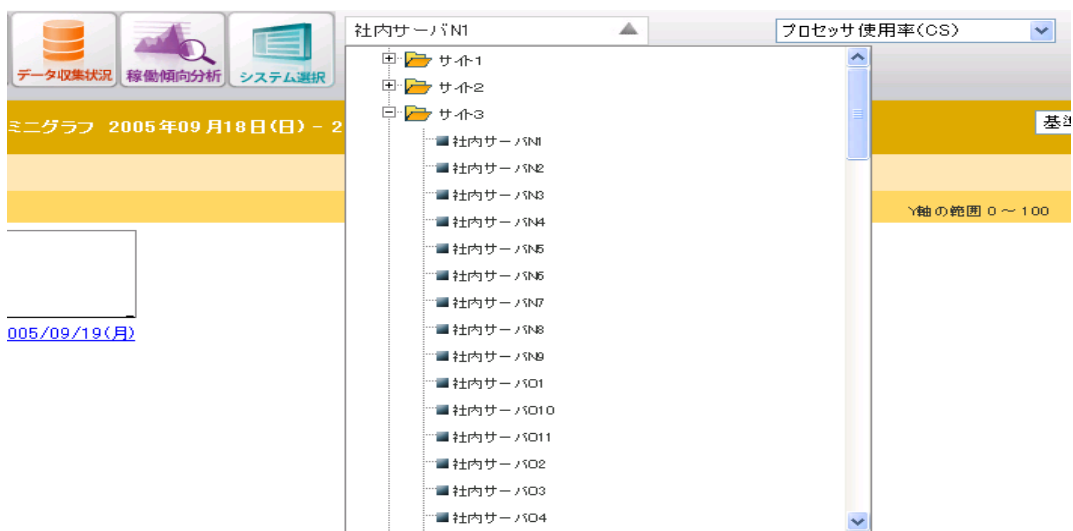 社内サーバN1
プロセッサ使用率(CS)
データ収集状況
稼働傾向分析
システム選択
サイト1
サイト2
サイト3
ミニグラフ 2005年09月18日(日) - 2
基準
社内サーバN1
社内サーバN2
社内サーバN3
社内サーバN4
Y軸の範囲 0 ～ 100
社内サーバN5
社内サーバN6
社内サーバN7
社内サーバN8
005/09/19(月)
社内サーバN9
社内サーバO1
社内サーバO10
社内サーバO11
社内サーバO2
社内サーバO3
社内サーバO4